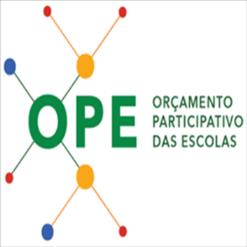 OPE
ORÇAMENTO
PARTICIPATIVO
DAS ESCOLAS